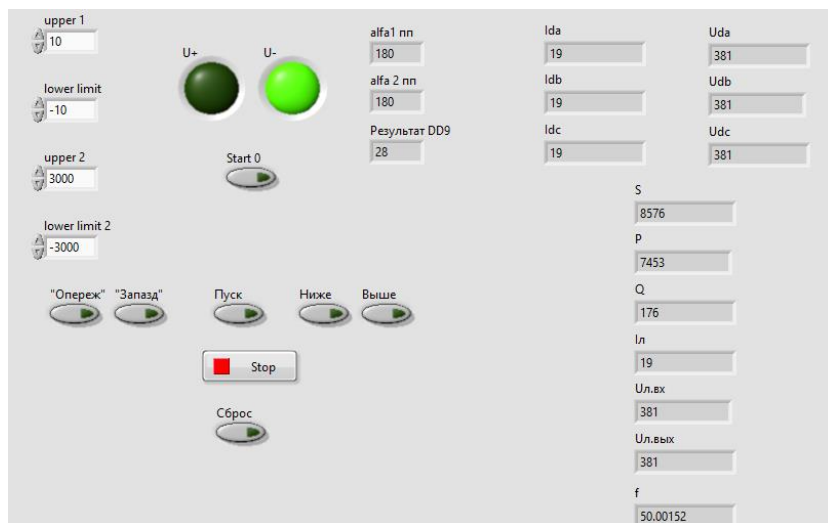 upper 1
10
lower limit
-10
upper 2
3000
lower limit 2
-3000
U+
U-
Start 0
alfa1 пп
180
alfa 2 пп
180
Результат DD9
28
Ida
19
Idb
19
Idc
19
Uda
381
Udb
381
Udc
381
"Опереж" "Запазд" Пуск Ниже Выше
Stop
Сброс
S
8576
P
7453
Q
176
Iл
19
Uл.вх
381
Uл.вых
381
f
50.00152